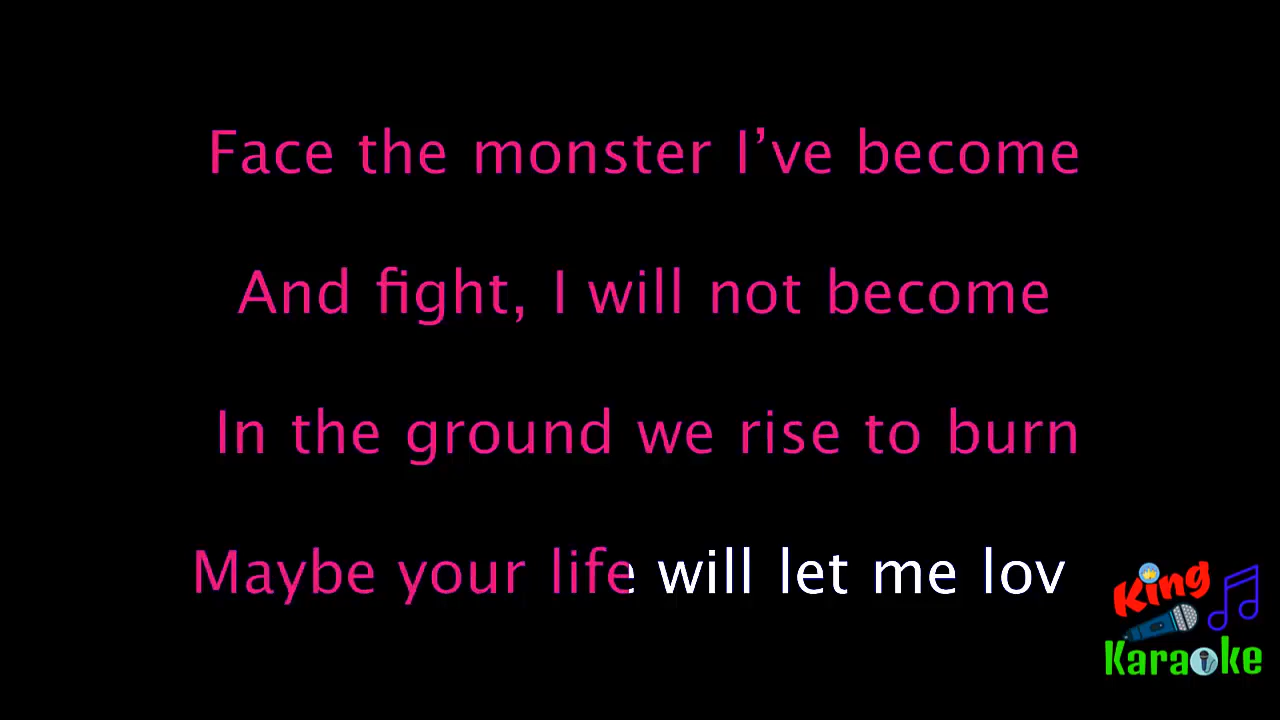 Face the monster I’ve become
And fight, I will not become
In the ground we rise to burn
Maybe your life will let me lov
King
Karaoke